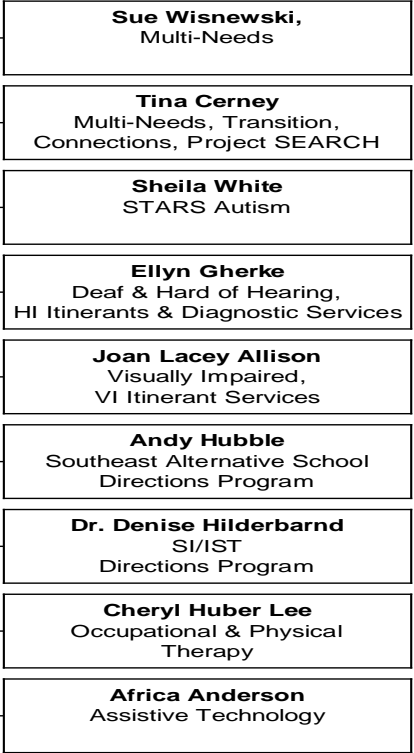 Sue Wisnewski,
Multi-Needs
Tina Cerney
Multi-Needs, Transition,
Connections, Project SEARCH
Sheila White
STARS Autism
Ellyn Gherke
Deaf & Hard of Hearing,
HI Itinerants & Diagnostic Services
Joan Lacey Allison
Visually Impaired,
VI Itinerant Services
Andy Hubble
Southeast Alternative School
Directions Program
Dr. Denise Hilderbarnd
SI/IST
Directions Program
Cheryl Huber Lee
Occupational & Physical
Therapy
Africa Anderson
Assistive Technology